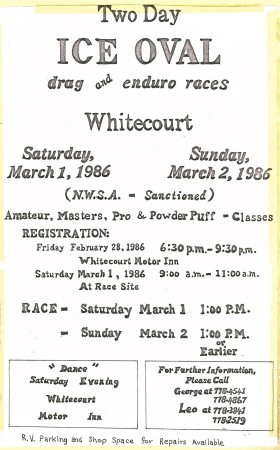 Two Day
ICE OVAL
drag and enduro races
Whitecourt
Saturday, March 1, 1986
Sunday, March 2, 1986
(N.W.S.A. - Sanctioned)
Amateur, Masters, Pro & Powder Puff - Classes
REGISTRATION:
Friday February 28, 1986 6:30 p.m. - 9:30 p.m.
Whitecourt Motor Inn
Saturday March 1, 1986 9:00 a.m. - 11:00 a.m.
At Race Site
RACE - Saturday March 1 1:00 P.M.
- Sunday March 2 1:00 P.M.
or
Earlier
"Dance"
Saturday Evening
Whitecourt
Motor Inn
For Further Information,
Please Call
George at 778-4541
778-4867
Leo at 778-3841
778-2519
R.V. Parking and Shop Space for Repairs Available